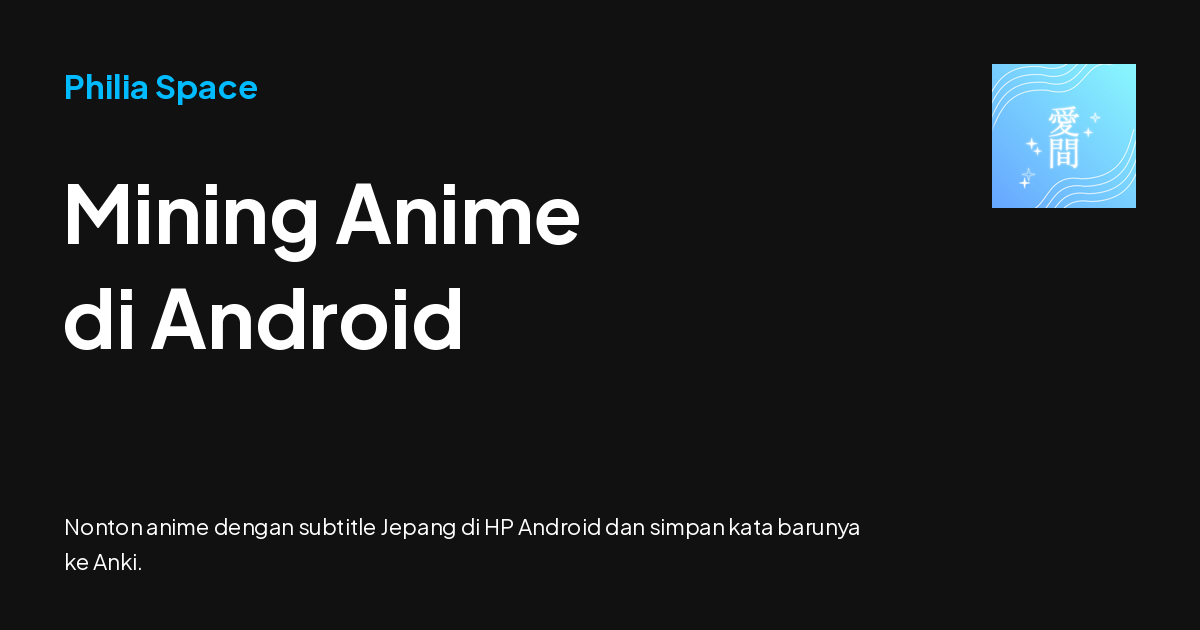 Philia Space
愛
間
Mining Anime
di Android
Nonton anime dengan subtitle Jepang di HP Android dan simpan kata barunya
ke Anki.